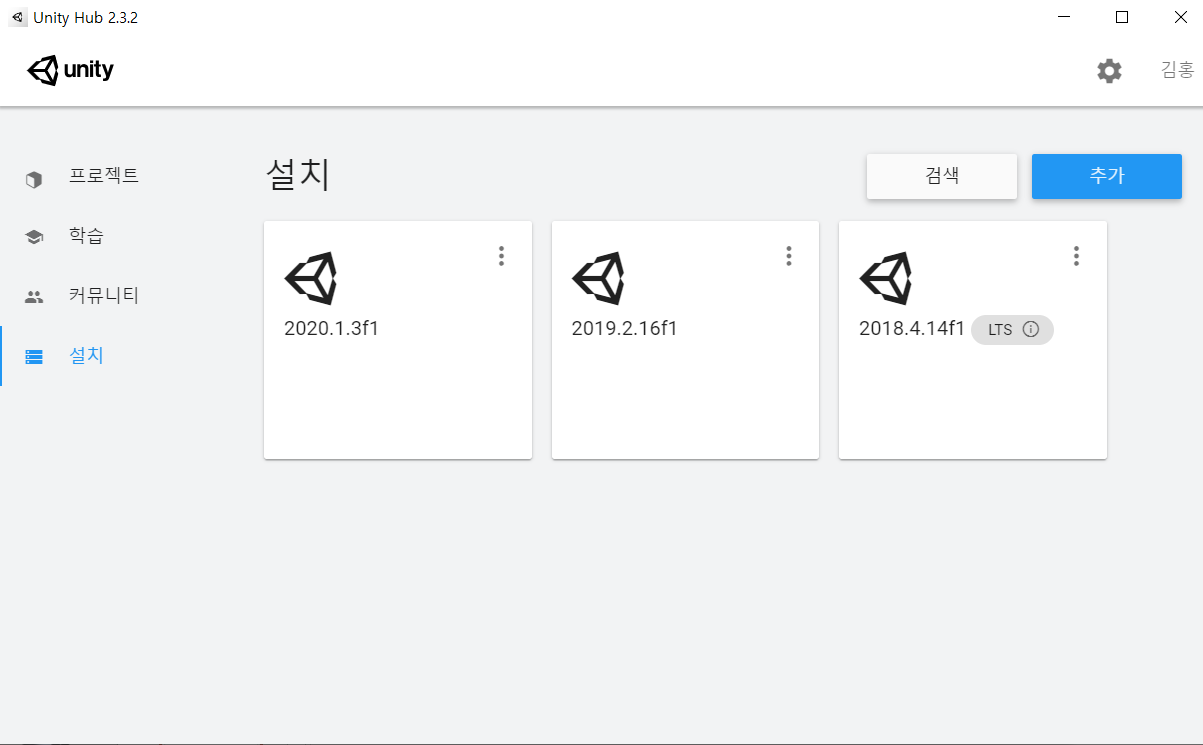 Unity Hub 2.3.2
unity
김홍
프로젝트
학습
커뮤니티
설치
설치
검색
추가
2020.1.3f1
2019.2.16f1
2018.4.14f1 LTS